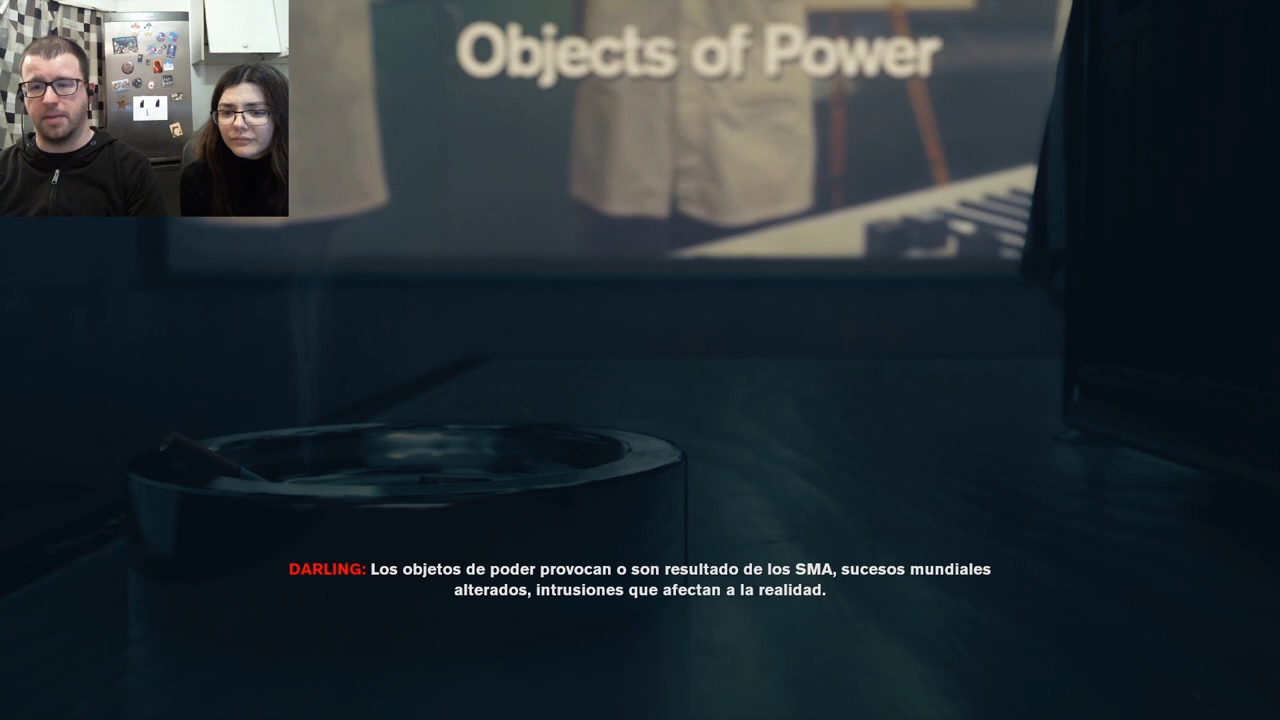 Objects of Power
DARLING: Los objetos de poder provocan o son resultado de los SMA, sucesos mundiales
alterados, intrusiones que afectan a la realidad.